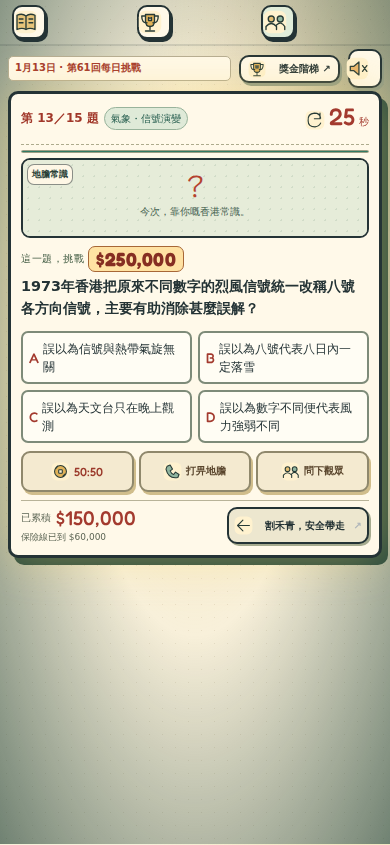 1月13日 · 第61回每日挑戰
獎金階梯 ↗
第 13／15 題
氣象 · 信號演變
25 秒
地膽常識
?
今次，靠你嘅香港常識。
這一題，挑戰 $250,000
1973年香港把原來不同數字的烈風信號統一改稱八號
各方向信號，主要有助消除甚麼誤解？
A 誤以為信號與熱帶氣旋無
關
B 誤以為八號代表八日內一
定落雪
C 誤以為天文台只在晚上觀
測
D 誤以為數字不同便代表風
力強弱不同
50:50
打畀地膽
問下觀眾
已累積 $150,000
保險線已到 $60,000
割禾青，安全帶走 ↗